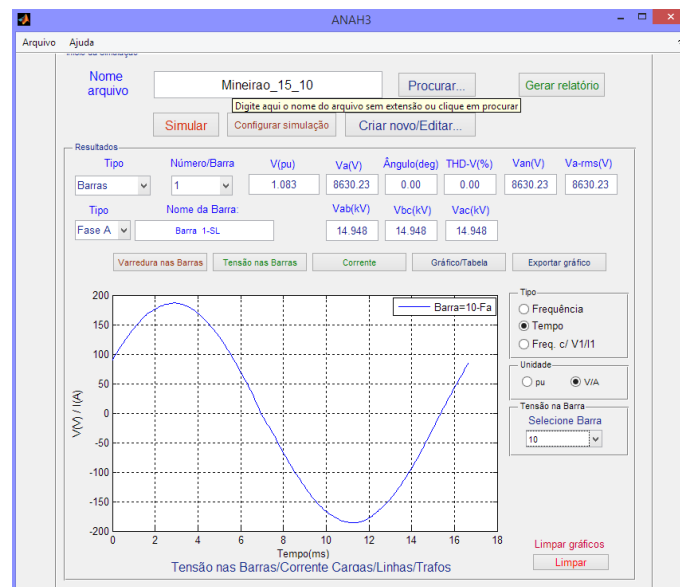 ANAH3
Arquivo Ajuda
Nome arquivo
Mineirao_15_10
Procurar...
Gerar relatório
Digite aqui o nome do arquivo sem extensão ou clique em procurar
Simular
Configurar simulação
Criar novo/Editar...
Resultados
Tipo Número/Barra V(pu) Va(V) Ângulo(deg) THD-V(%) Van(V) Va-rms(V)
Barras 1 1.083 8630.23 0.00 0.00 8630.23 8630.23
Tipo Nome da Barra: Vab(kV) Vbc(kV) Vac(kV)
Fase A Barra 1-SL 14.948 14.948 14.948
Varredura nas Barras Tensão nas Barras Corrente Gráfico/Tabela Exportar gráfico
200
150
100
50
0
-50
-100
-150
-200
V(V) / I(A)
Barra=10-Fa
0 2 4 6 8 10 12 14 16 18
Tempo(ms)
Tensão nas Barras/Corrente Cargas/Linhas/Trafos
Tipo
Frequência
Tempo
Freq. c/ V1/I1
Unidade
pu V/A
Tensão na Barra
Selecione Barra
10
Limpar gráficos
Limpar